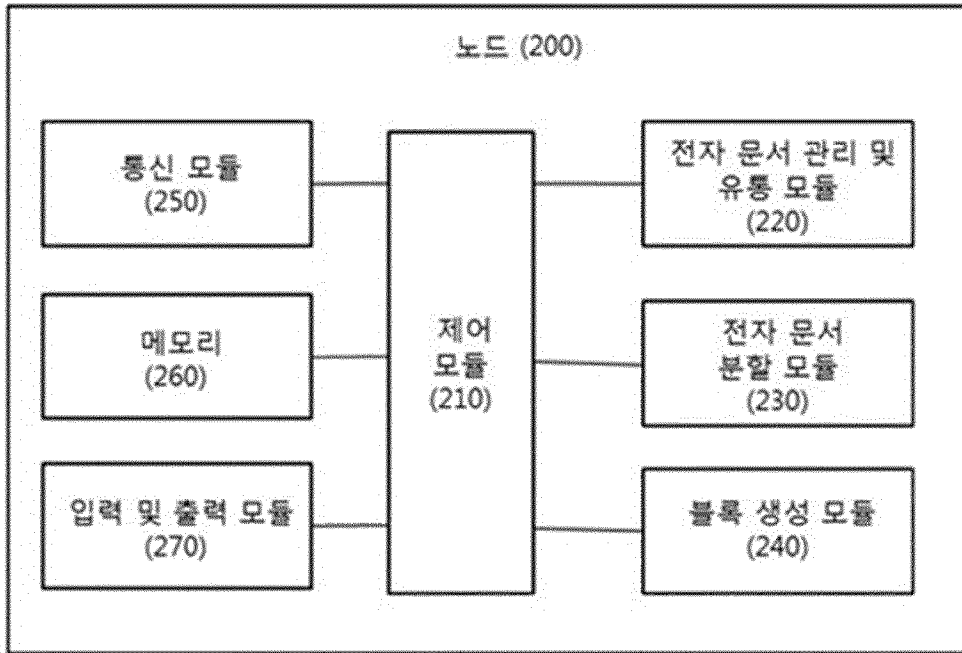 노드 (200)
통신 모듈
(250)
메모리
(260)
입력 및 출력 모듈
(270)
제어
모듈
(210)
전자 문서 관리 및
유통 모듈
(220)
전자 문서
분할 모듈
(230)
블록 생성 모듈
(240)